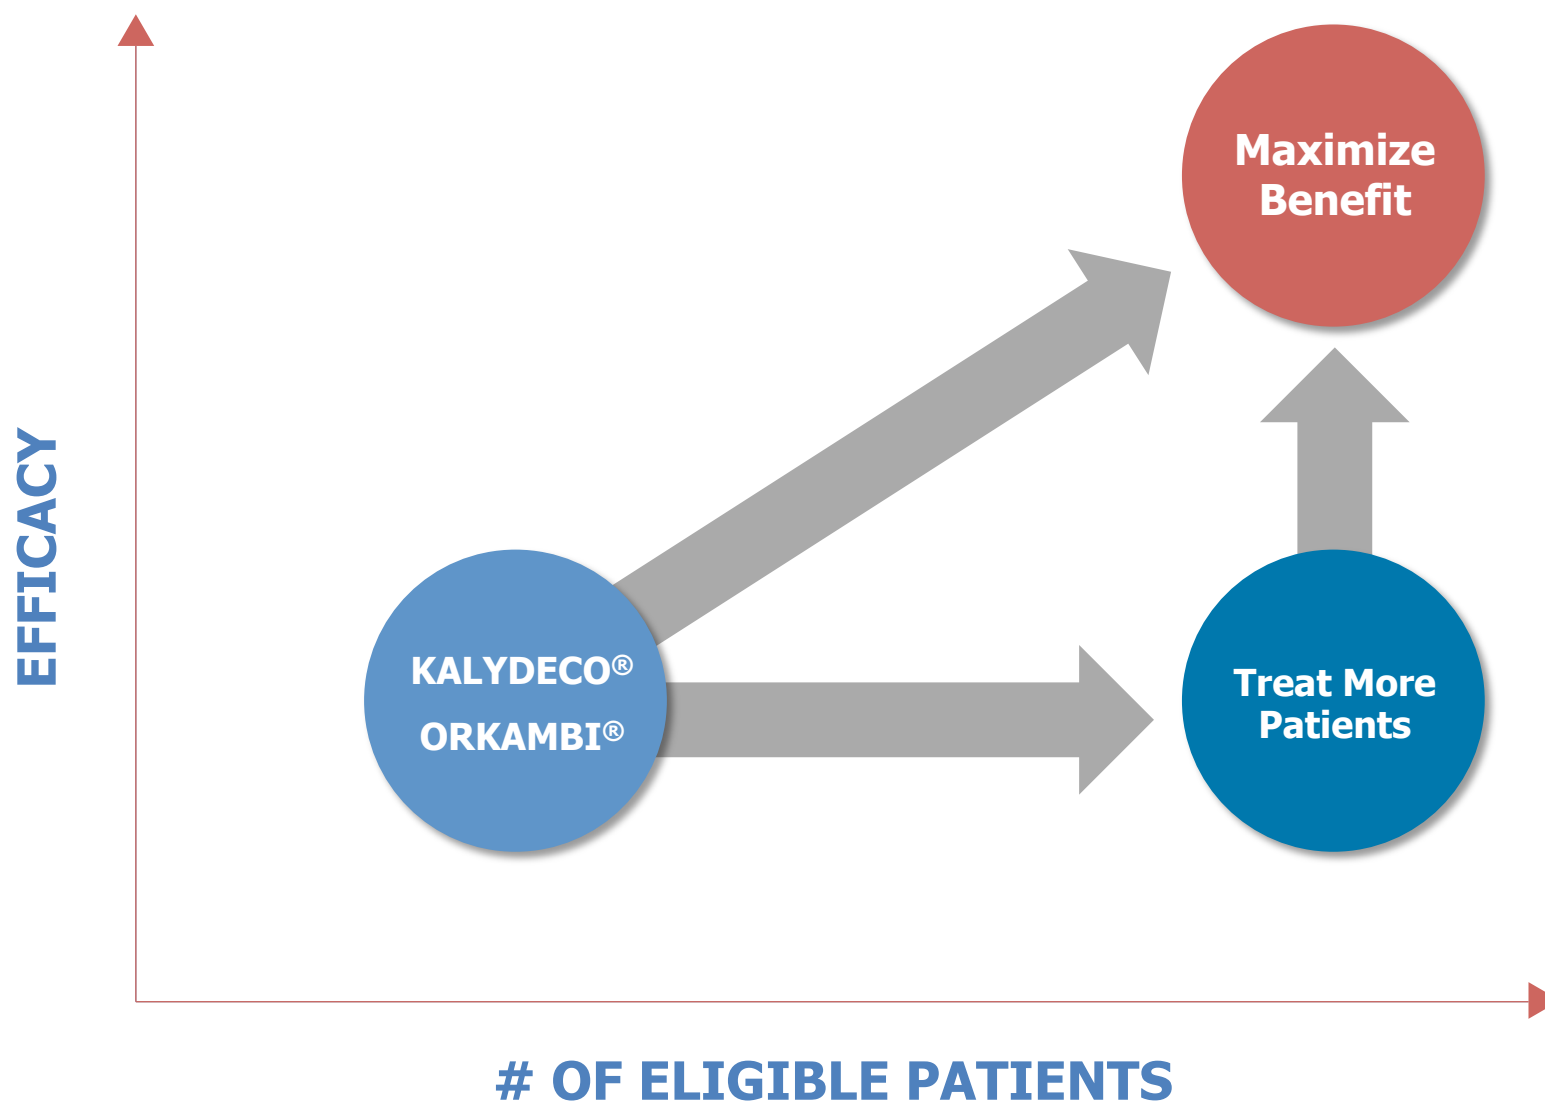 Maximize
Benefit
EFFICACY
KALYDECO®
ORKAMBI®
Treat More
Patients
# OF ELIGIBLE PATIENTS